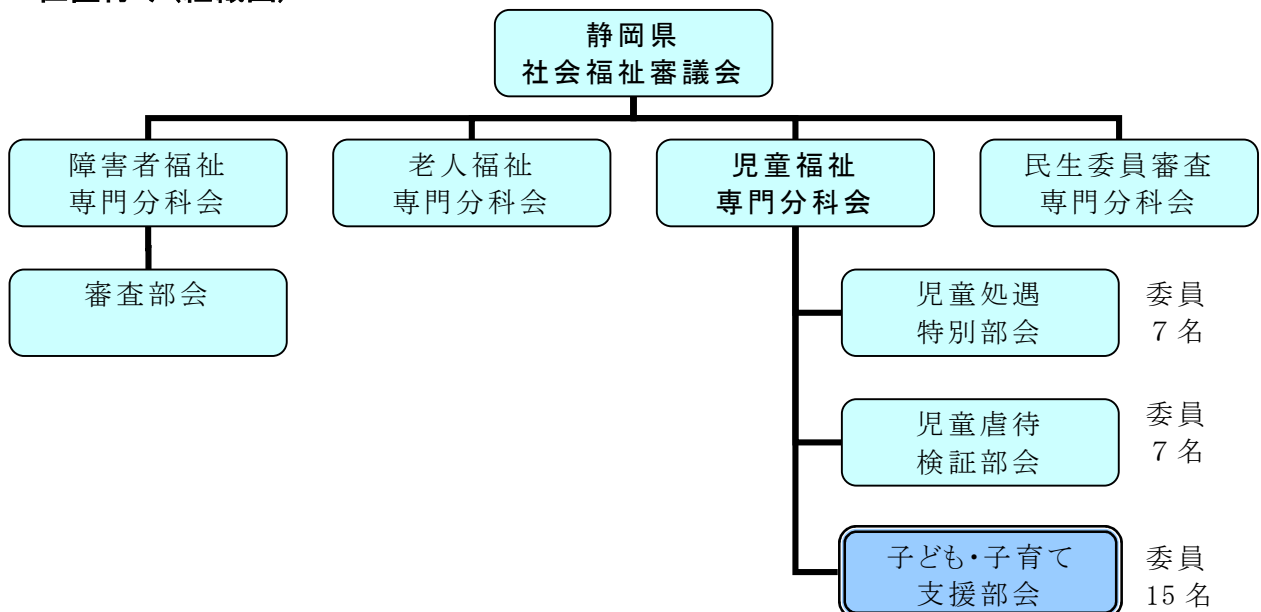 静岡県
社会福祉審議会
障害者福祉
専門分科会
老人福祉
専門分科会
児童福祉
専門分科会
民生委員審査
専門分科会
審査部会
児童処遇
特別部会
委員
7名
児童虐待
検証部会
委員
7名
子ども・子育て
支援部会
委員
15名